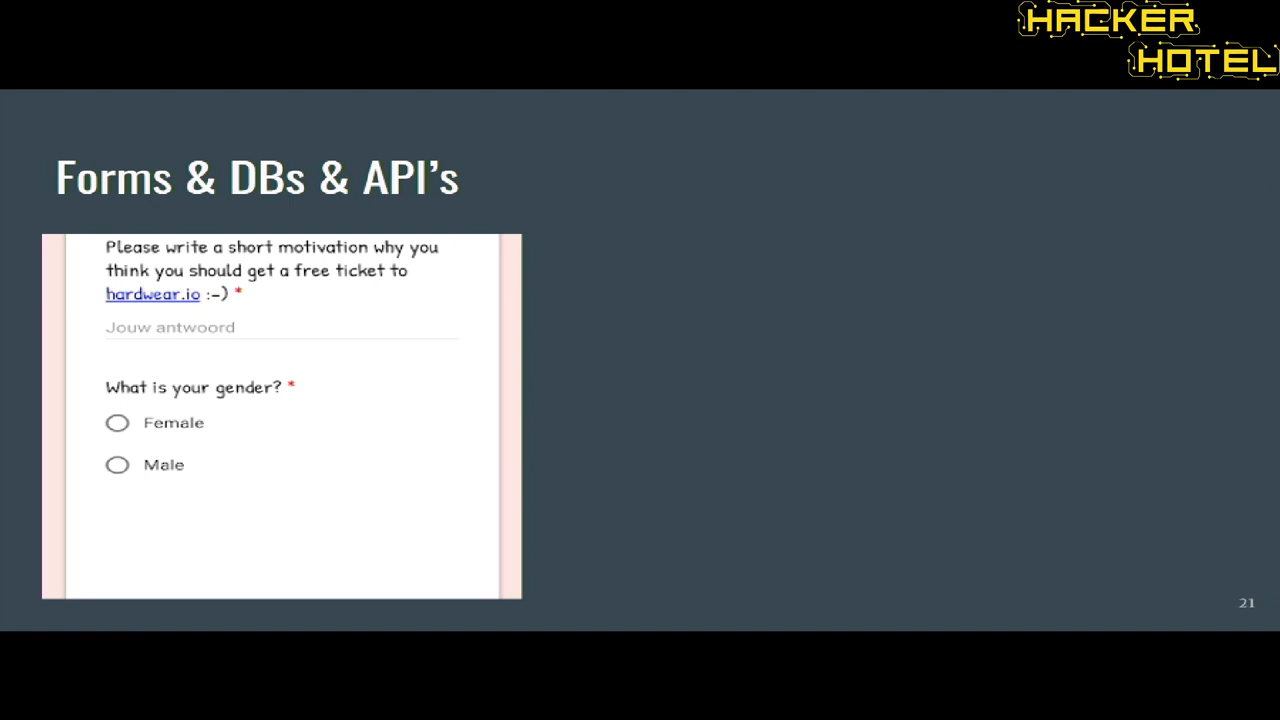 HACKER
HOTEL
Forms & DBs & API’s
Please write a short motivation why you
think you should get a free ticket to
hardwear.io :-) *
Jouw antwoord
What is your gender? *
Female
Male
21